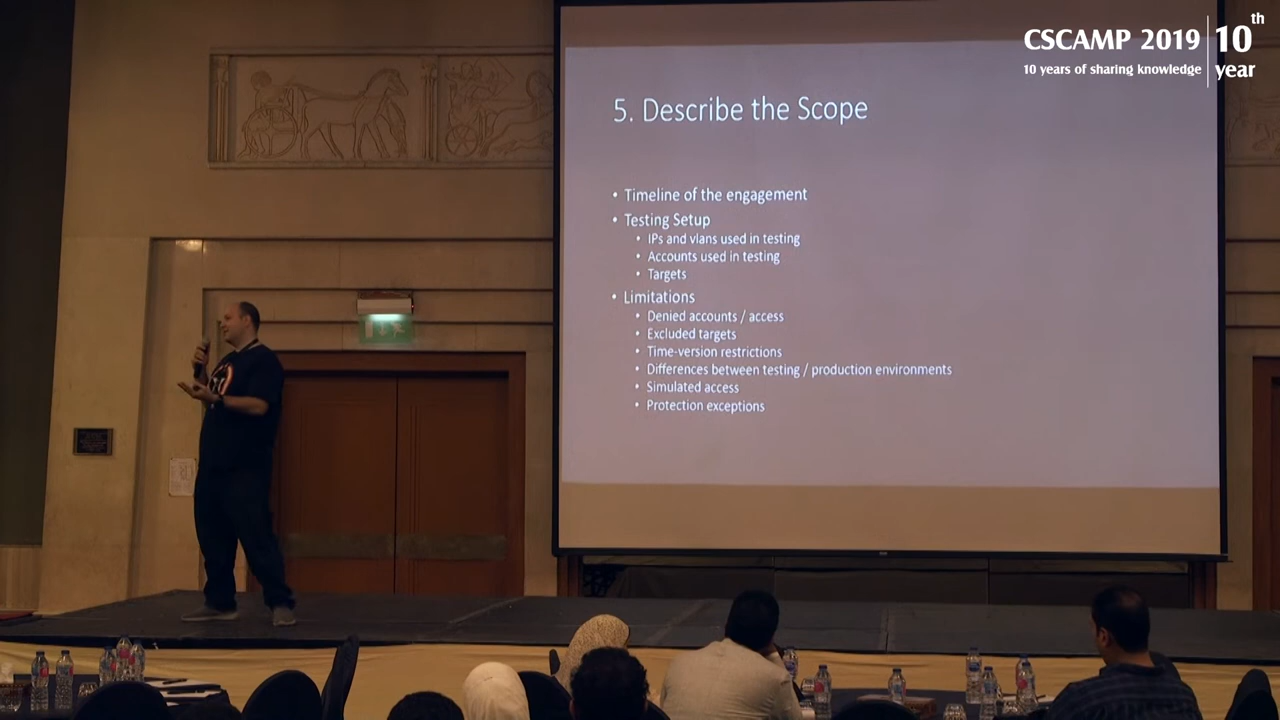 CSCAMP 2019
10 years of sharing knowledge
10th
year
5. Describe the Scope
• Timeline of the engagement
• Testing Setup
• IPs and vlans used in testing
• Accounts used in testing
• Targets
• Limitations
• Denied accounts / access
• Excluded targets
• Time-version restrictions
• Differences between testing / production environments
• Simulated access
• Protection exceptions